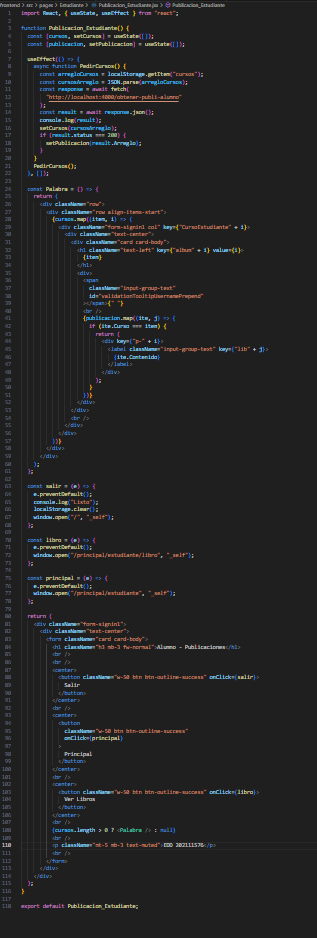 frontend > src > pages > Estudiante > Publicacion_Estudiante.js > Publicacion_Estudiante
1 import React, { useState, useEffect } from "react";
2
3 function Publicacion_Estudiante() {
4 const [cursos, setCursos] = useState([]);
5 const [publicacion, setPublicacion] = useState([]);
6
7 useEffect(() => {
8 async function PedirCursos() {
9 const arregloCursos = localStorage.getItem("cursos");
10 const cursosArreglo = JSON.parse(arregloCursos);
11 const response = await fetch(
12 "http://localhost:4000/obtener-publi-alumno"
13 );
14 const result = await response.json();
15 console.log(result);
16 setCursos(cursosArreglo);
17 if (result.status === 200) {
18 setPublicacion(result.Arreglo);
19 }
20 }
21 PedirCursos();
22 }, []);
23
24 const Palabra = () => {
25 return (
26 <div className="row">
27 <div className="row align-items-start">
28 {cursos.map((item, i) => (
29 <div className="form-signin1 col" key={"CursoEstudiante" + i}>
30 <div className="text-center">
31 <div className="card card-body">
32 <h1 className="text-left" key={"album" + i} value={i}>
33 {item}
34 </h1>
35 <div>
36 <span
37 className="input-group-text"
38 id="validationTooltipUsernamePrepend"
39 ></span>{" "}
40 <br />
41 {publicacion.map((ite, j) => {
42 if (ite.Curso === item) {
43 return (
44 <div key={"p-" + i}>
45 <label className="input-group-text" key={"lib" + j}>
46 {ite.Contenido}
47 </label>
48 </div>
49 );
50 }
51 })}
52 </div>
53 </div>
54 <br />
55 </div>
56 </div>
57 ))}
58 </div>
59 </div>
60 );
61 };
62
63 const salir = (e) => {
64 e.preventDefault();
65 console.log("Listo");
66 localStorage.clear();
67 window.open("/", "_self");
68 };
69
70 const libro = (e) => {
71 e.preventDefault();
72 window.open("/principal/estudiante/libro", "_self");
73 };
74
75 const principal = (e) => {
76 e.preventDefault();
77 window.open("/principal/estudiante", "_self");
78 };
79
80 return (
81 <div className="form-signin1">
82 <div className="text-center">
83 <form className="card card-body">
84 <h1 className="h3 mb-3 fw-normal">Alumno - Publicaciones</h1>
85 <br />
86 <br />
87 <center>
88 <button className="w-50 btn btn-outline-success" onClick={salir}>
89 Salir
90 </button>
91 </center>
92 <br />
93 <center>
94 <button
95 className="w-50 btn btn-outline-success"
96 onClick={principal}
97 >
98 Principal
99 </button>
100 </center>
101 <br />
102 <center>
103 <button className="w-50 btn btn-outline-success" onClick={libro}>
104 Ver Libros
105 </button>
106 </center>
107 <br />
108 {cursos.length > 0 ? <Palabra /> : null}
109 <br />
110 <p className="mt-5 mb-3 text-muted">EDD 202111576</p>
111 <br />
112 </form>
113 </div>
114 </div>
115 );
116 }
117
118 export default Publicacion_Estudiante;